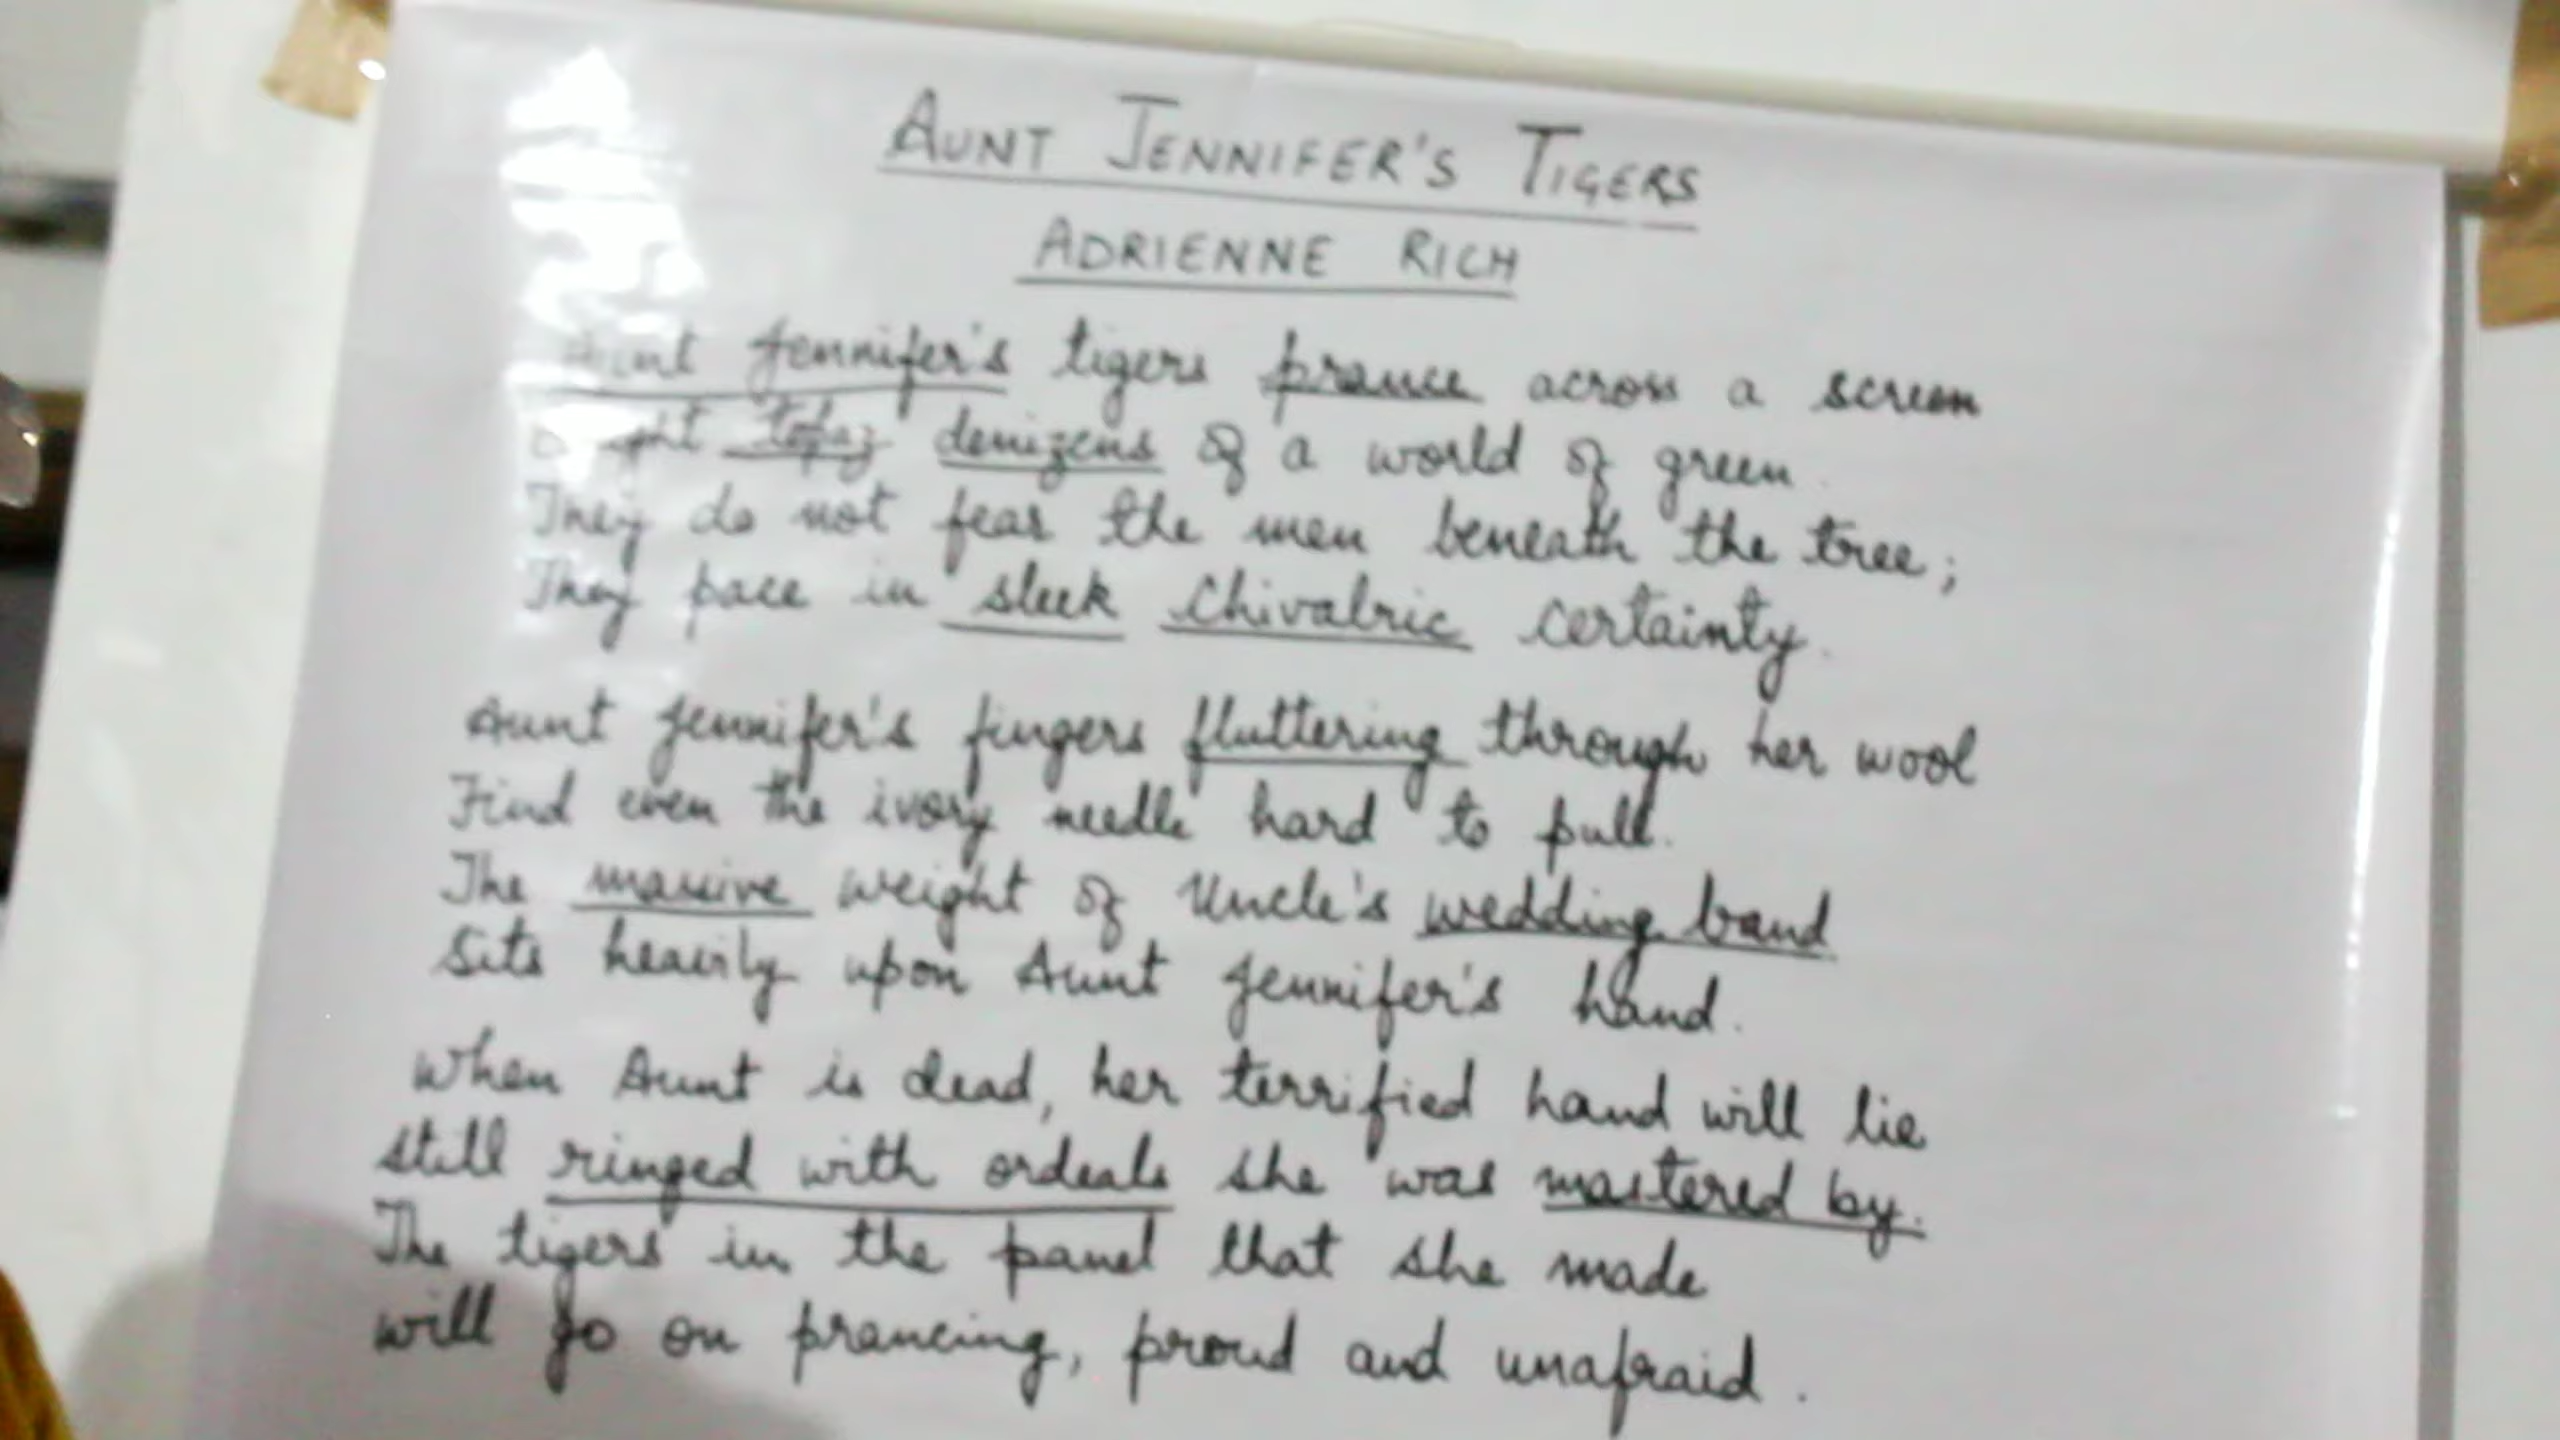 AUNT JENNIFER'S TIGERS
ADRIENNE RICH
Aunt Jennifer's tigers prance across a screen
topaz denizens of a world of green.
They do not fear the men beneath the tree;
They pace in sleek chivalric certainty.
Aunt Jennifer's fingers fluttering through her wool
Find even the ivory needle hard to pull.
The massive weight of Uncle's wedding band
Sits heavily upon Aunt Jennifer's hand.
When Aunt is dead, her terrified hand will lie
still ringed with ordeals she was mastered by.
The tigers in the panel that she made
will go on prancing, proud and unafraid.